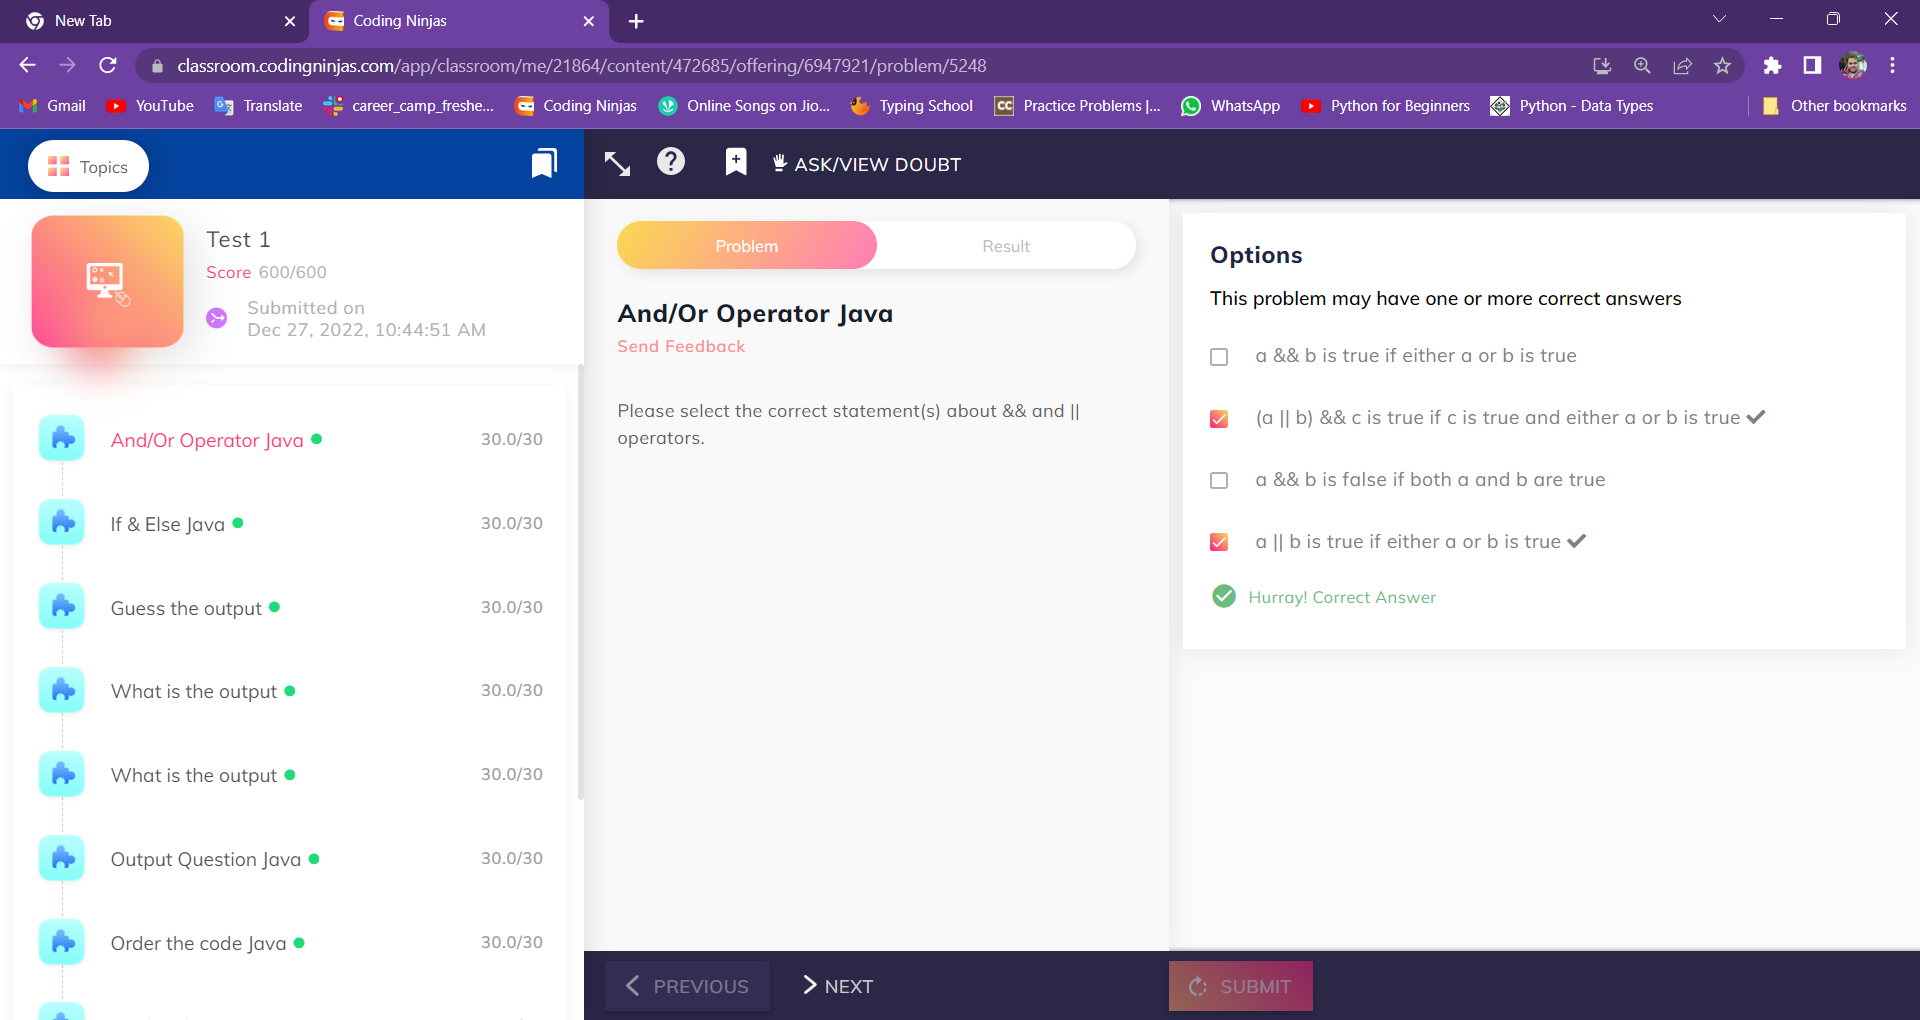 New Tab
Coding Ninjas
classroom.codingninjas.com/app/classroom/me/21864/content/472685/offering/6947921/problem/5248
Gmail YouTube Translate career_camp_freshe... Coding Ninjas Online Songs on Jio... Typing School CC Practice Problems |... WhatsApp Python for Beginners Python - Data Types Other bookmarks
Topics
ASK/VIEW DOUBT
Test 1
Score 600/600
Submitted on
Dec 27, 2022, 10:44:51 AM
And/Or Operator Java 30.0/30
If & Else Java 30.0/30
Guess the output 30.0/30
What is the output 30.0/30
What is the output 30.0/30
Output Question Java 30.0/30
Order the code Java 30.0/30
Problem Result
And/Or Operator Java
Send Feedback
Please select the correct statement(s) about && and ||
operators.
Options
This problem may have one or more correct answers
a && b is true if either a or b is true
(a || b) && c is true if c is true and either a or b is true
a && b is false if both a and b are true
a || b is true if either a or b is true
Hurray! Correct Answer
PREVIOUS NEXT SUBMIT